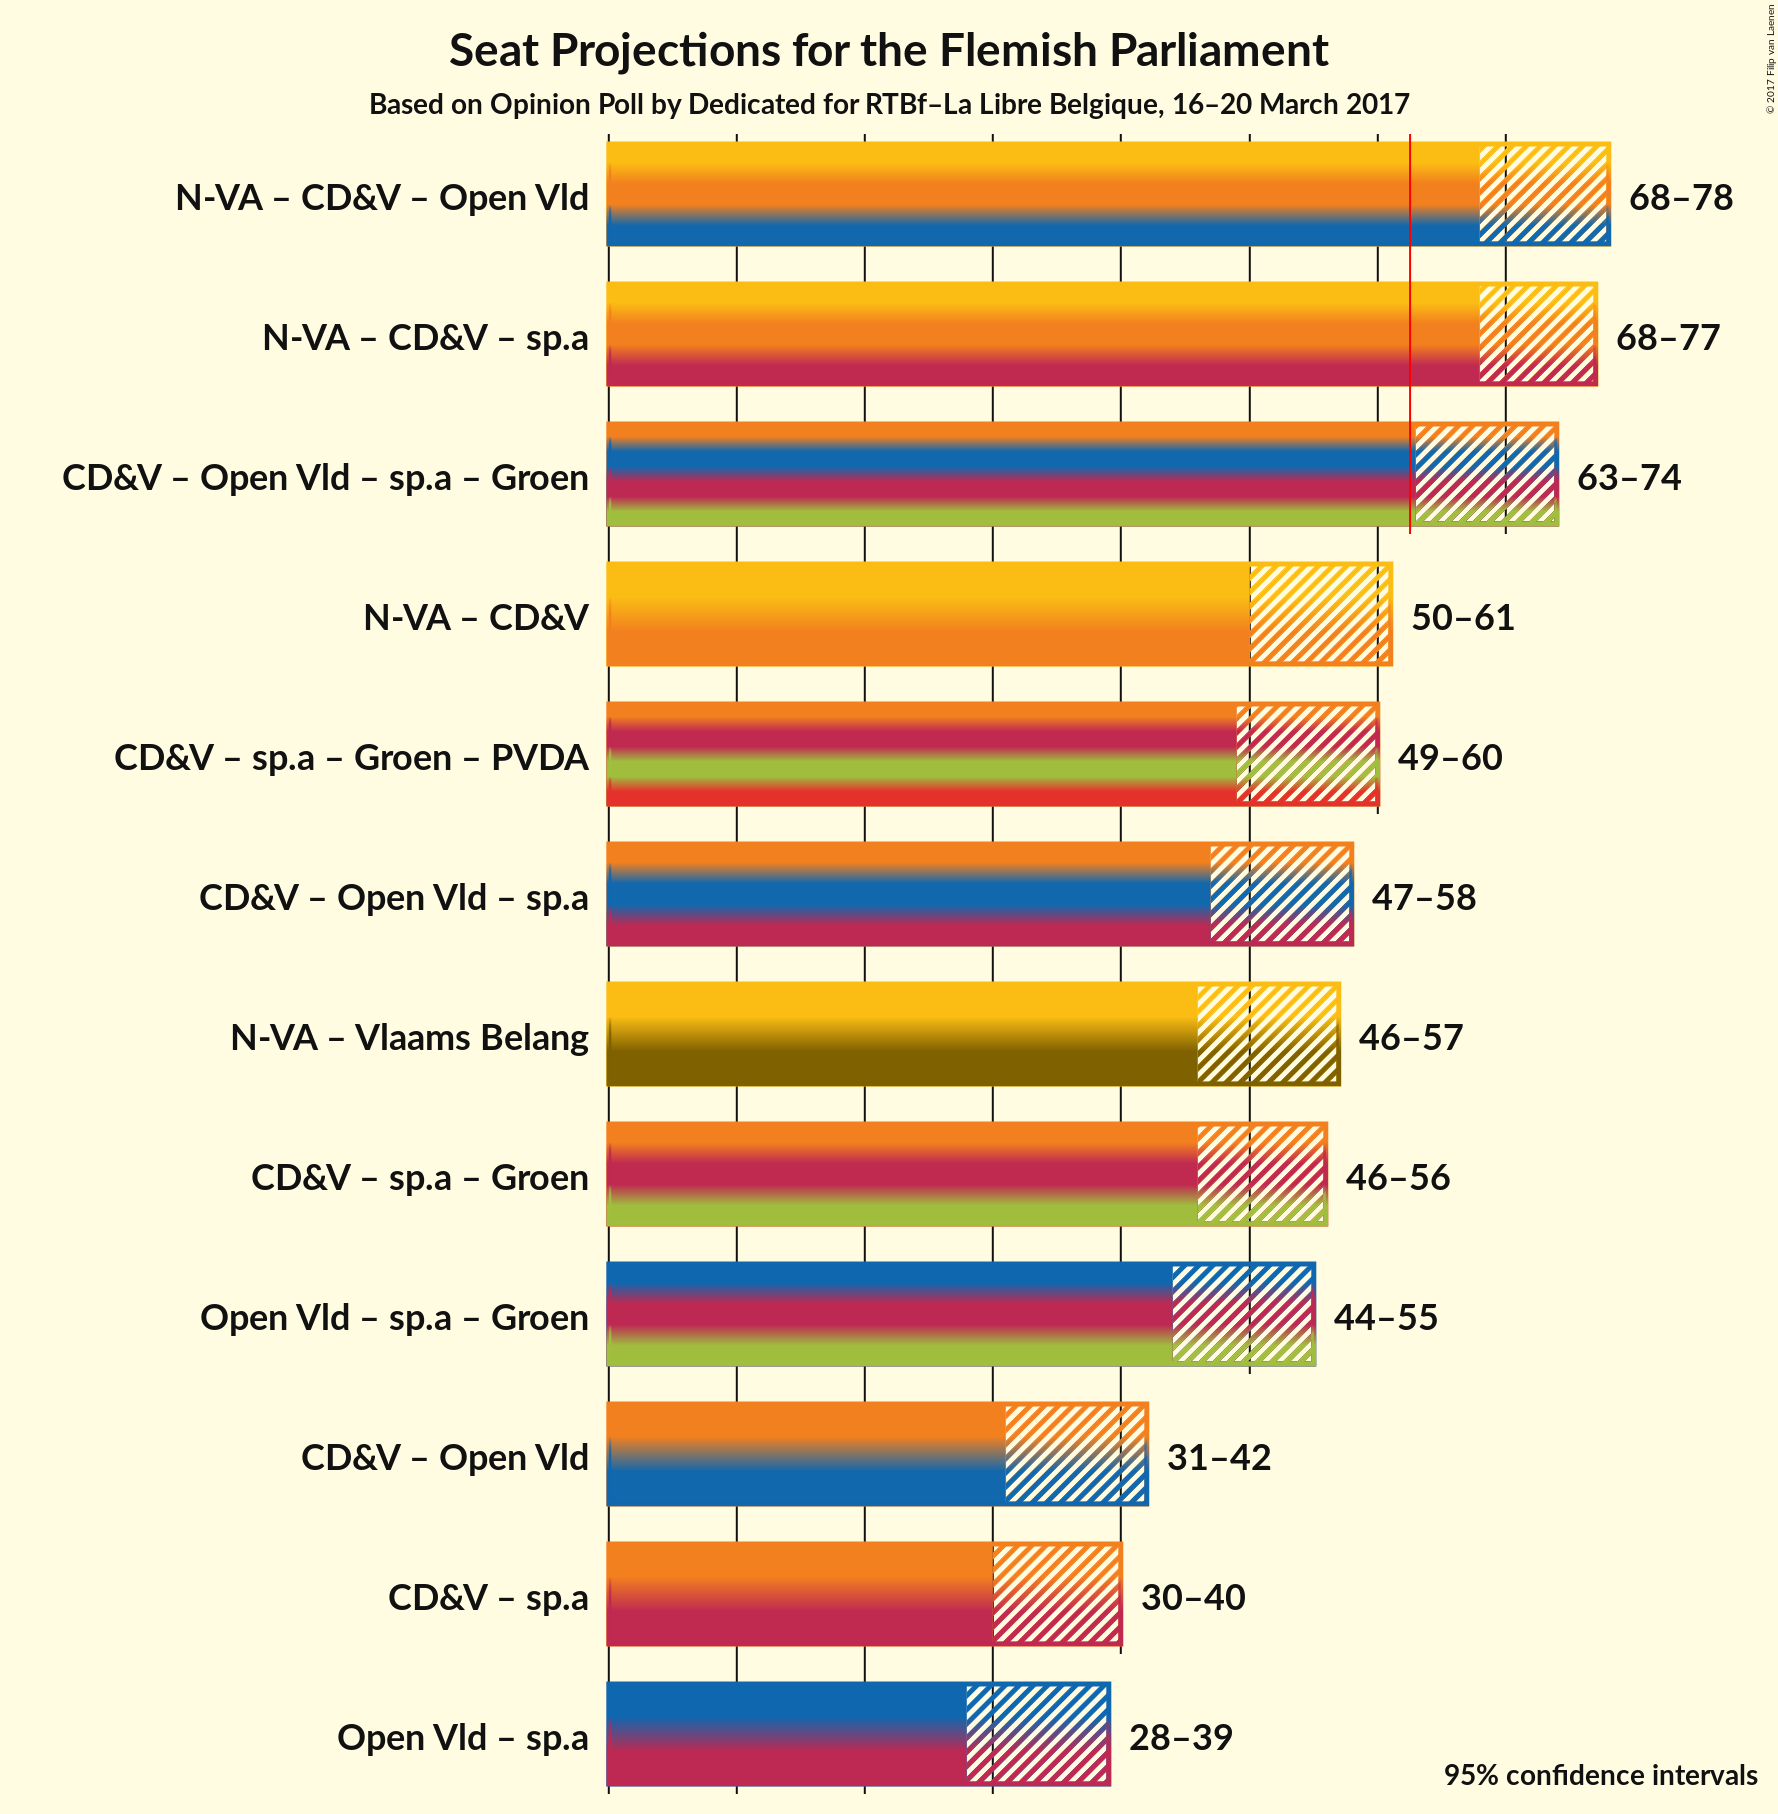 Seat Projections for the Flemish Parliament
Based on Opinion Poll by Dedicated for RTBf–La Libre Belgique, 16–20 March 2017
© 2017 Filip van Laenen
N-VA – CD&V – Open Vld 68–78
N-VA – CD&V – sp.a 68–77
CD&V – Open Vld – sp.a – Groen 63–74
N-VA – CD&V 50–61
CD&V – sp.a – Groen – PVDA 49–60
CD&V – Open Vld – sp.a 47–58
N-VA – Vlaams Belang 46–57
CD&V – sp.a – Groen 46–56
Open Vld – sp.a – Groen 44–55
CD&V – Open Vld 31–42
CD&V – sp.a 30–40
Open Vld – sp.a 28–39
95% confidence intervals